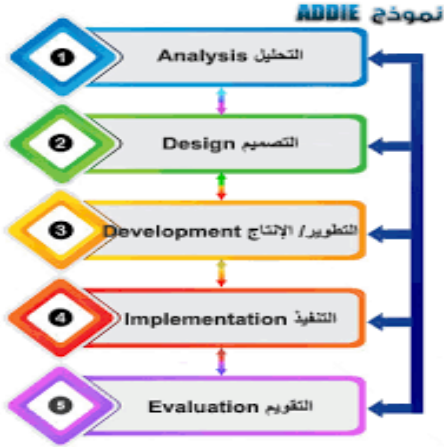 نموذج ADDIE
1 التحليل Analysis
2 التصميم Design
3 التطوير/ الإنتاج Development
4 التنفيذ Implementation
5 التقويم Evaluation